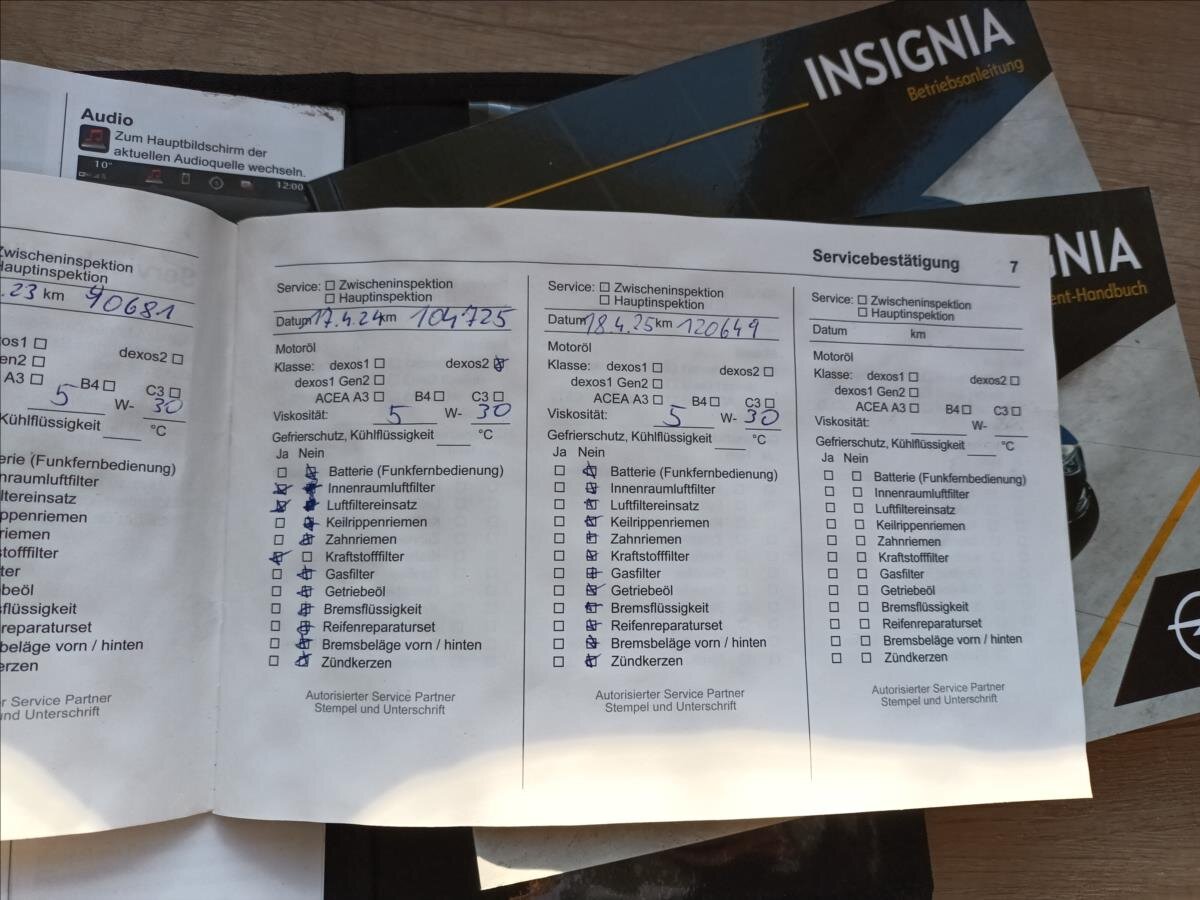 INSIGNIA
Betriebsanleitung
Audio
Zum Hauptbildschirm der
aktuellen Audioquelle wechseln.
10°
12:00
NIA
ent-Handbuch
Zwischeninspektion
Hauptinspektion
.23 km 90681
os1 ☐ dexos2 ☐
en2 ☐
A3 ☐ B4 ☐ C3 ☐
5 W- 30
Kühlflüssigkeit °C
erie (Funkfernbedienung)
nraumluftfilter
ltereinsatz
ppenriemen
riemen
stofffilter
ter
beöl
sflüssigkeit
reparaturset
sbeläge vorn / hinten
erzen
r Service Partner
nd Unterschrift
Servicebestätigung 7
Service: ☐ Zwischeninspektion
☐ Hauptinspektion
Datum 17.4.24 km 104725
Motoröl
Klasse: dexos1 ☐ dexos2 ☒
dexos1 Gen2 ☐
ACEA A3 ☐ B4 ☐ C3 ☐
Viskosität: 5 W- 30
Gefrierschutz, Kühlflüssigkeit °C
Ja Nein
☐ ☒ Batterie (Funkfernbedienung)
☒ ☒ Innenraumluftfilter
☒ ☒ Luftfiltereinsatz
☐ ☒ Keilrippenriemen
☐ ☒ Zahnriemen
☒ ☐ Kraftstofffilter
☐ ☒ Gasfilter
☐ ☒ Getriebeöl
☐ ☒ Bremsflüssigkeit
☐ ☒ Reifenreparaturset
☐ ☒ Bremsbeläge vorn / hinten
☐ ☒ Zündkerzen
Autorisierter Service Partner
Stempel und Unterschrift
Service: ☐ Zwischeninspektion
☐ Hauptinspektion
Datum 18.4.25 km 120649
Motoröl
Klasse: dexos1 ☐ dexos2 ☐
dexos1 Gen2 ☐
ACEA A3 ☐ B4 ☐ C3 ☐
Viskosität: 5 W- 30
Gefrierschutz, Kühlflüssigkeit °C
Ja Nein
☐ ☒ Batterie (Funkfernbedienung)
☐ ☒ Innenraumluftfilter
☐ ☒ Luftfiltereinsatz
☐ ☒ Keilrippenriemen
☐ ☒ Zahnriemen
☐ ☒ Kraftstofffilter
☐ ☒ Gasfilter
☐ ☒ Getriebeöl
☐ ☒ Bremsflüssigkeit
☐ ☒ Reifenreparaturset
☐ ☒ Bremsbeläge vorn / hinten
☐ ☒ Zündkerzen
Autorisierter Service Partner
Stempel und Unterschrift
Service: ☐ Zwischeninspektion
☐ Hauptinspektion
Datum km
Motoröl
Klasse: dexos1 ☐ dexos2 ☐
dexos1 Gen2 ☐
ACEA A3 ☐ B4 ☐ C3 ☐
Viskosität: W-
Gefrierschutz, Kühlflüssigkeit °C
Ja Nein
☐ ☐ Batterie (Funkfernbedienung)
☐ ☐ Innenraumluftfilter
☐ ☐ Luftfiltereinsatz
☐ ☐ Keilrippenriemen
☐ ☐ Zahnriemen
☐ ☐ Kraftstofffilter
☐ ☐ Gasfilter
☐ ☐ Getriebeöl
☐ ☐ Bremsflüssigkeit
☐ ☐ Reifenreparaturset
☐ ☐ Bremsbeläge vorn / hinten
☐ ☐ Zündkerzen
Autorisierter Service Partner
Stempel und Unterschrift